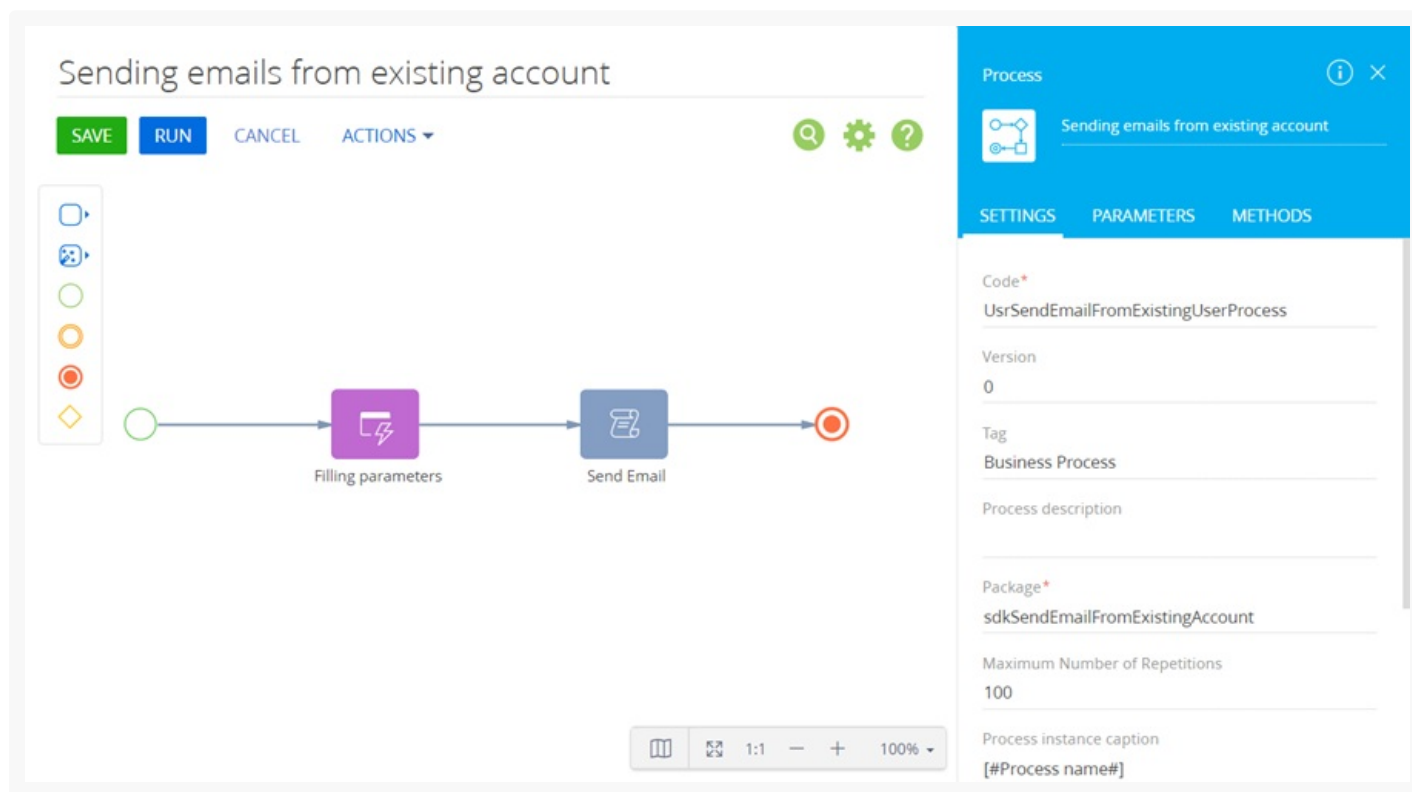 Sending emails from existing account
SAVE RUN CANCEL ACTIONS
Filling parameters
Send Email
1:1 100%
Process
Sending emails from existing account
SETTINGS PARAMETERS METHODS
Code*
UsrSendEmailFromExistingUserProcess
Version
0
Tag
Business Process
Process description
Package*
sdkSendEmailFromExistingAccount
Maximum Number of Repetitions
100
Process instance caption
[#Process name#]